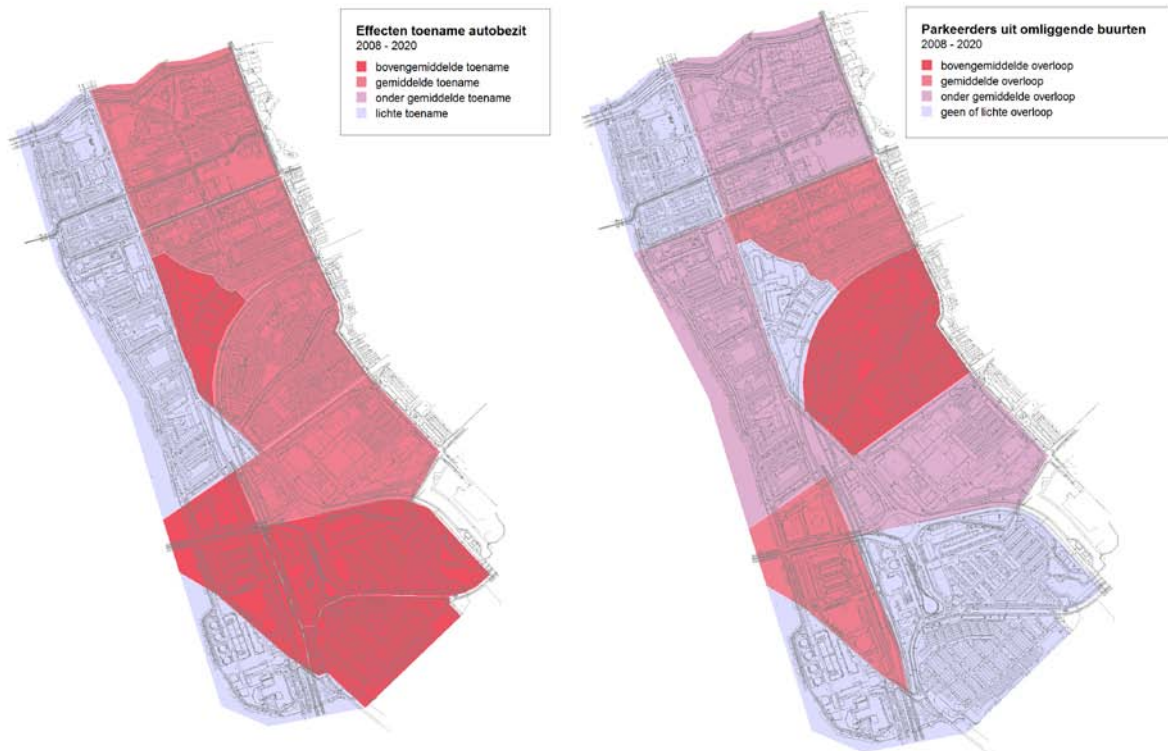 Effecten toename autobezit
2008 - 2020
bovengemiddelde toename
gemiddelde toename
onder gemiddelde toename
lichte toename
Parkeerders uit omliggende buurten
2008 - 2020
bovengemiddelde overloop
gemiddelde overloop
onder gemiddelde overloop
geen of lichte overloop